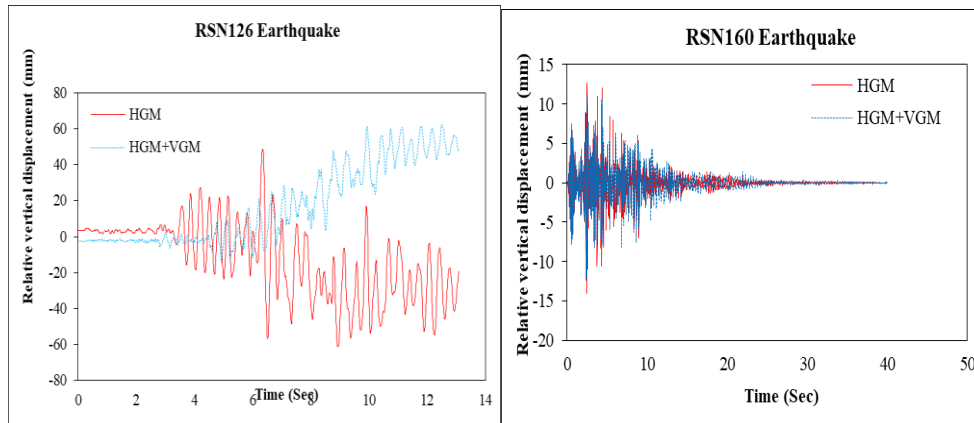 RSN126 Earthquake
Relative vertical displacement (mm)
80
60
40
20
0
-20
-40
-60
-80
HGM
HGM+VGM
0 2 4 6 8 10 12 14
Time (Sec)
RSN160 Earthquake
Relative vertical displacement (mm)
15
10
5
0
-5
-10
-15
-20
HGM
HGM+VGM
0 10 20 30 40 50
Time (Sec)